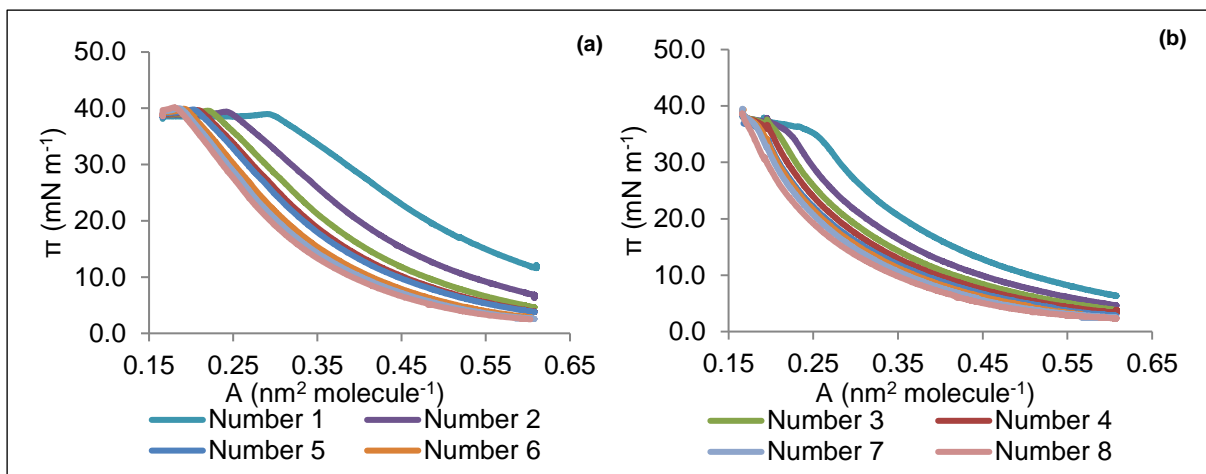 (a)
50.0
40.0
30.0
20.0
10.0
0.0
π (mN m-1)
0.15 0.25 0.35 0.45 0.55 0.65
A (nm² molecule⁻¹)
(b)
50.0
40.0
30.0
20.0
10.0
0.0
π (mN m-1)
0.15 0.25 0.35 0.45 0.55 0.65
A (nm² molecule⁻¹)
Number 1 Number 2 Number 3 Number 4
Number 5 Number 6 Number 7 Number 8